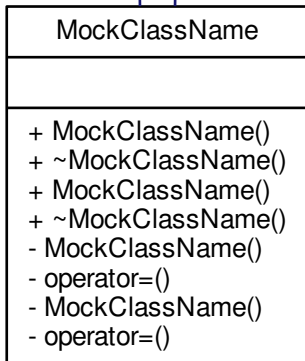 MockClassName
+ MockClassName()
+ ~MockClassName()
+ MockClassName()
+ ~MockClassName()
- MockClassName()
- operator=()
- MockClassName()
- operator=()